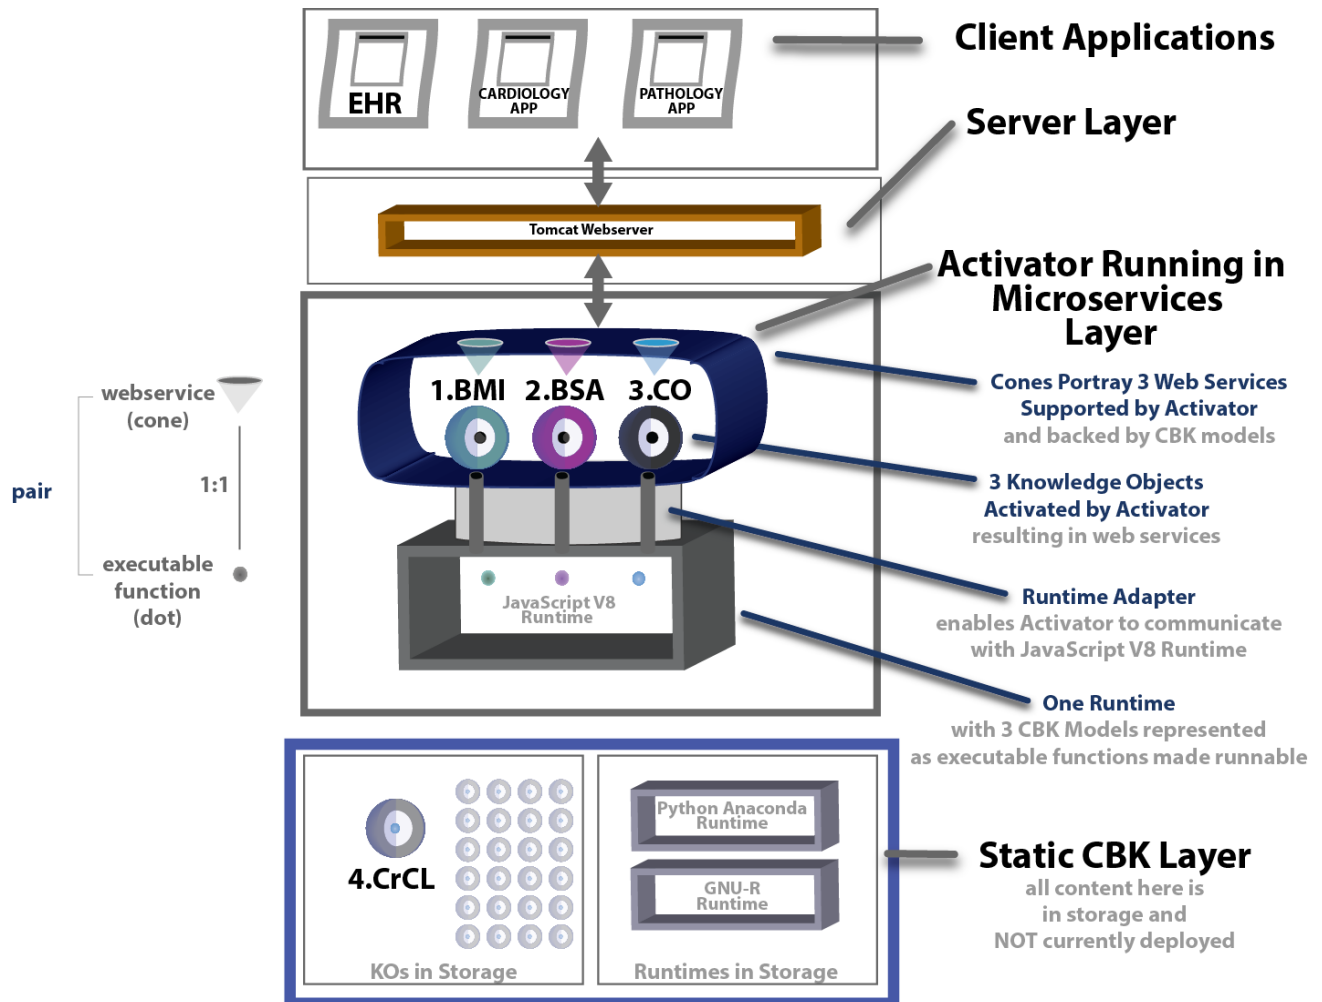 EHR
CARDIOLOGY
APP
PATHOLOGY
APP
Client Applications
Server Layer
Tomcat Webserver
Activator Running in
Microservices
Layer
1.BMI
2.BSA
3.CO
Cones Portray 3 Web Services
Supported by Activator
and backed by CBK models
webservice
(cone)
pair
1:1
executable
function
(dot)
3 Knowledge Objects
Activated by Activator
resulting in web services
JavaScript V8
Runtime
Runtime Adapter
enables Activator to communicate
with JavaScript V8 Runtime
One Runtime
with 3 CBK Models represented
as executable functions made runnable
4.CrCL
KOs in Storage
Python Anaconda
Runtime
GNU-R
Runtime
Runtimes in Storage
Static CBK Layer
all content here is
in storage and
NOT currently deployed